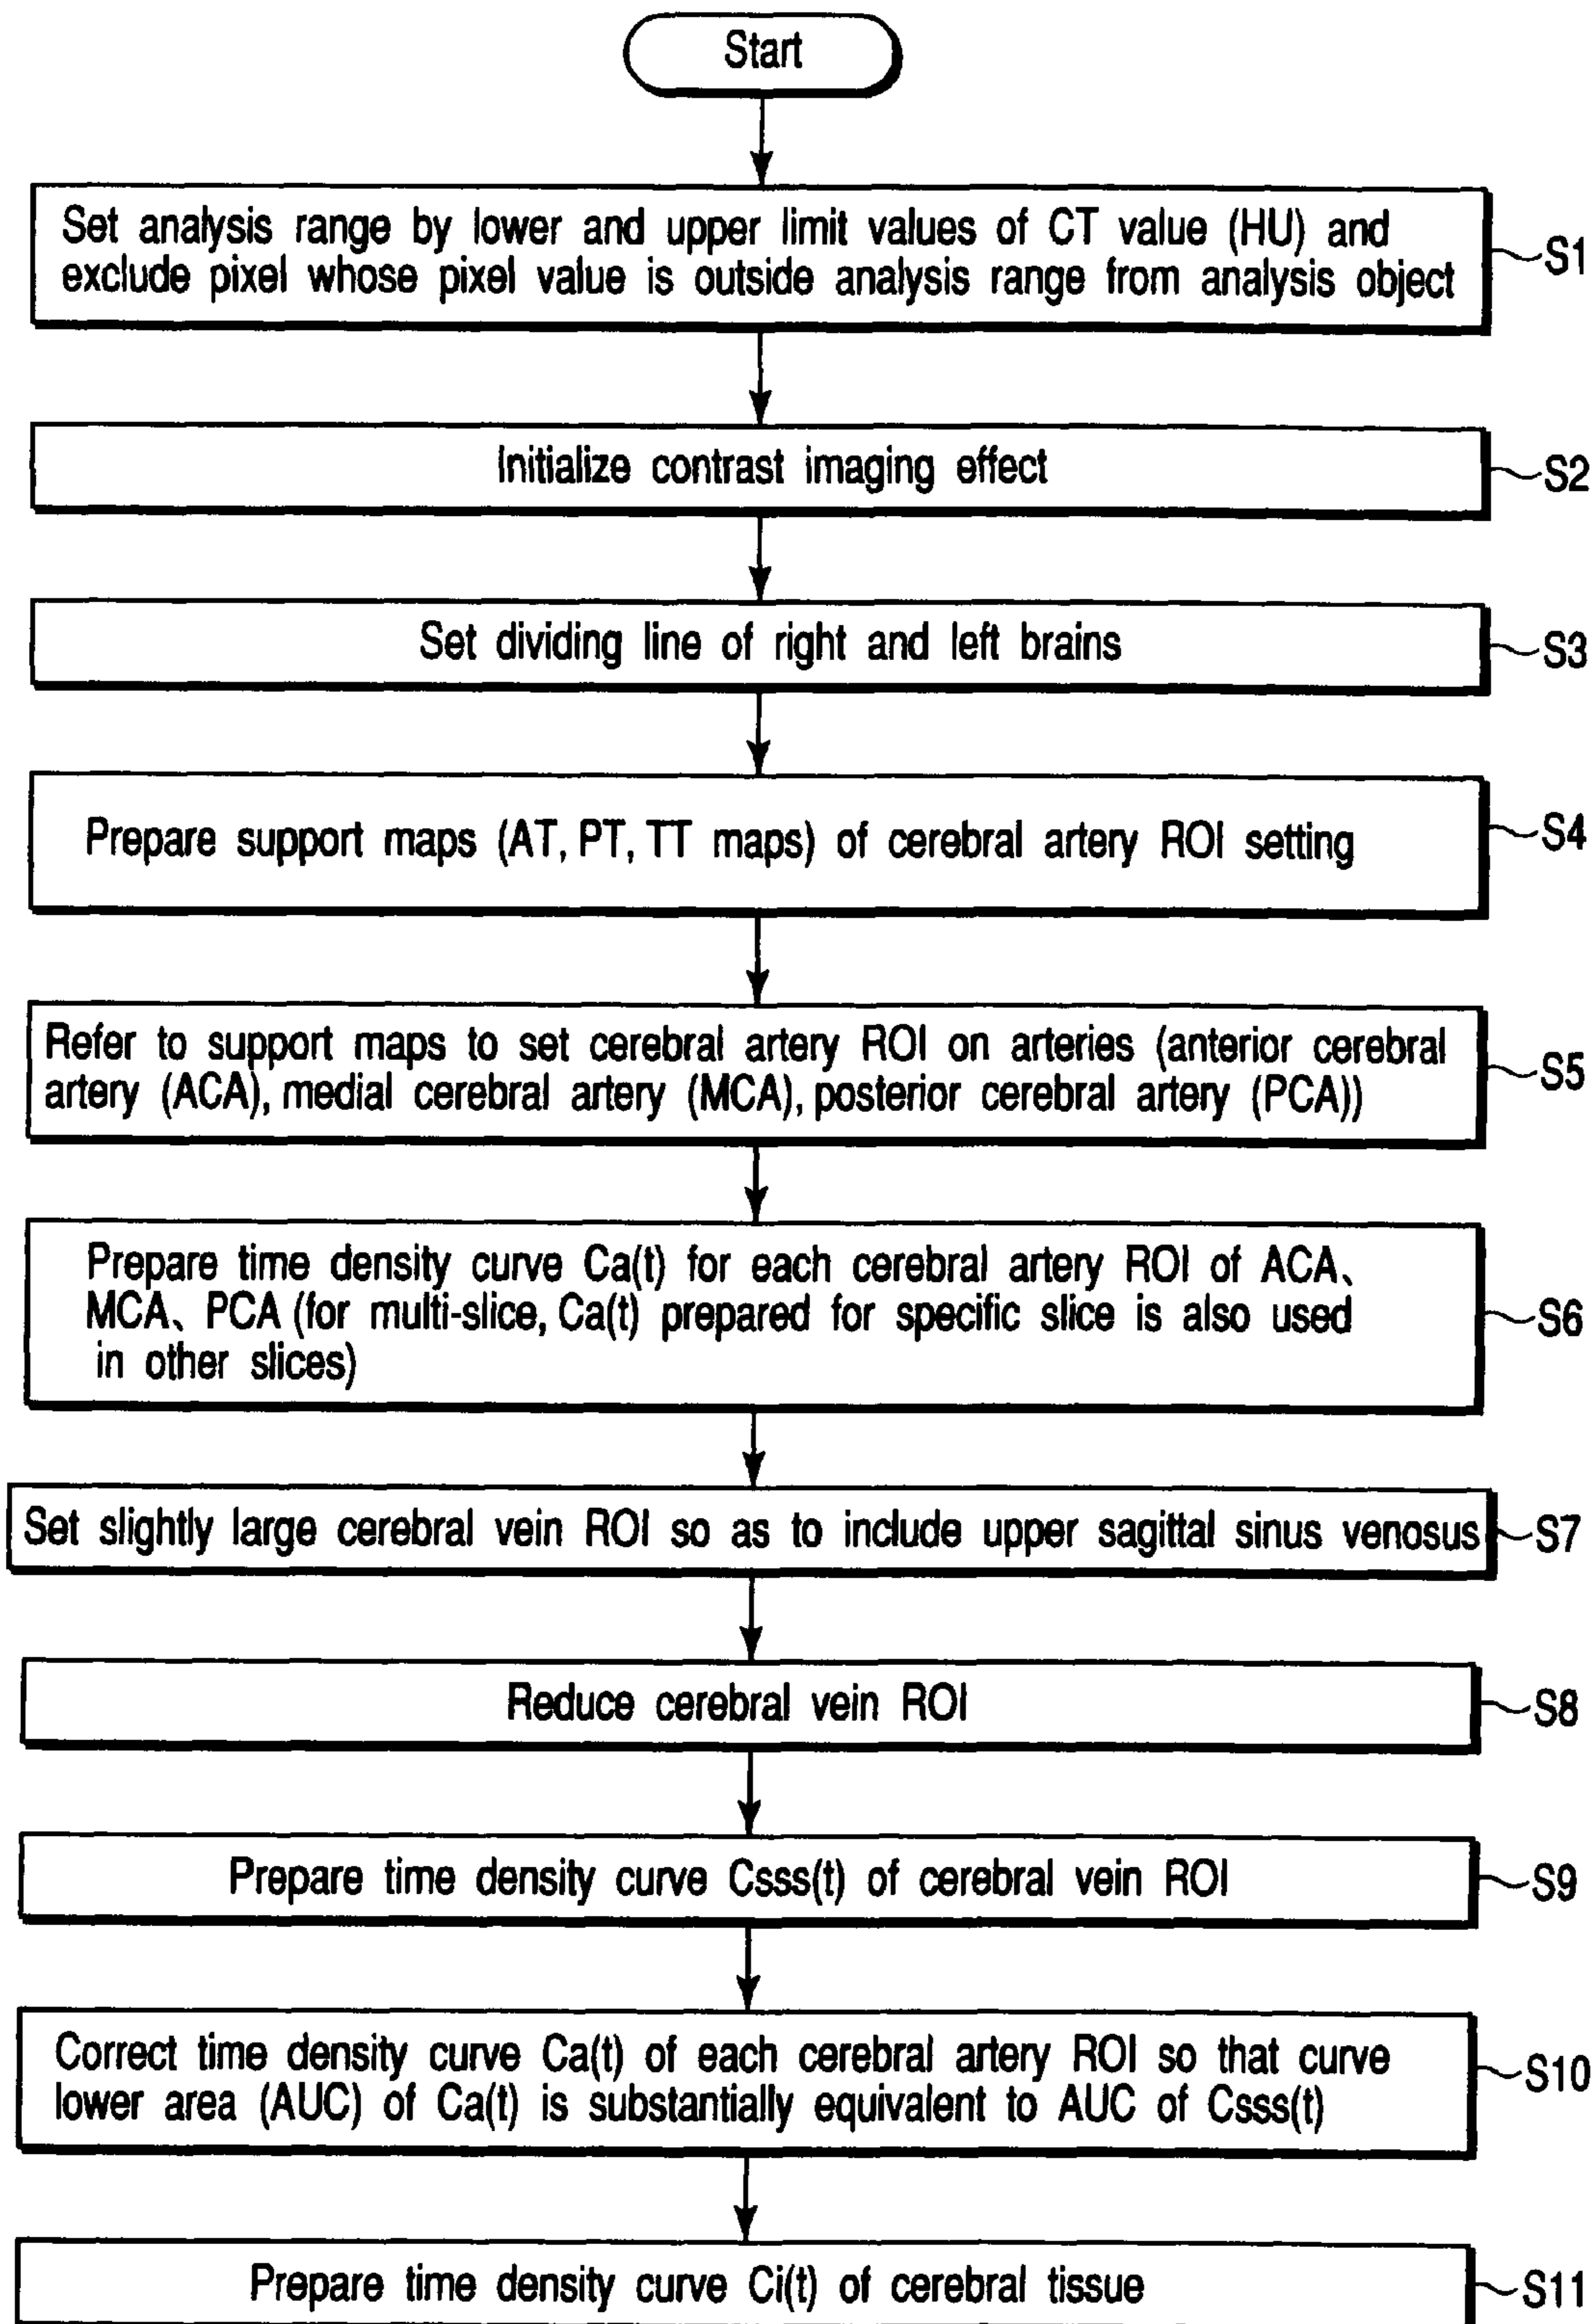 Start
Set analysis range by lower and upper limit values of CT value (HU) and
exclude pixel whose pixel value is outside analysis range from analysis object
S1
Initialize contrast imaging effect
S2
Set dividing line of right and left brains
S3
Prepare support maps (AT, PT, TT maps) of cerebral artery ROI setting
S4
Refer to support maps to set cerebral artery ROI on arteries (anterior cerebral
artery (ACA), medial cerebral artery (MCA), posterior cerebral artery (PCA))
S5
Prepare time density curve Ca(t) for each cerebral artery ROI of ACA、
MCA、PCA (for multi-slice, Ca(t) prepared for specific slice is also used
in other slices)
S6
Set slightly large cerebral vein ROI so as to include upper sagittal sinus venosus
S7
Reduce cerebral vein ROI
S8
Prepare time density curve Csss(t) of cerebral vein ROI
S9
Correct time density curve Ca(t) of each cerebral artery ROI so that curve
lower area (AUC) of Ca(t) is substantially equivalent to AUC of Csss(t)
S10
Prepare time density curve Ci(t) of cerebral tissue
S11